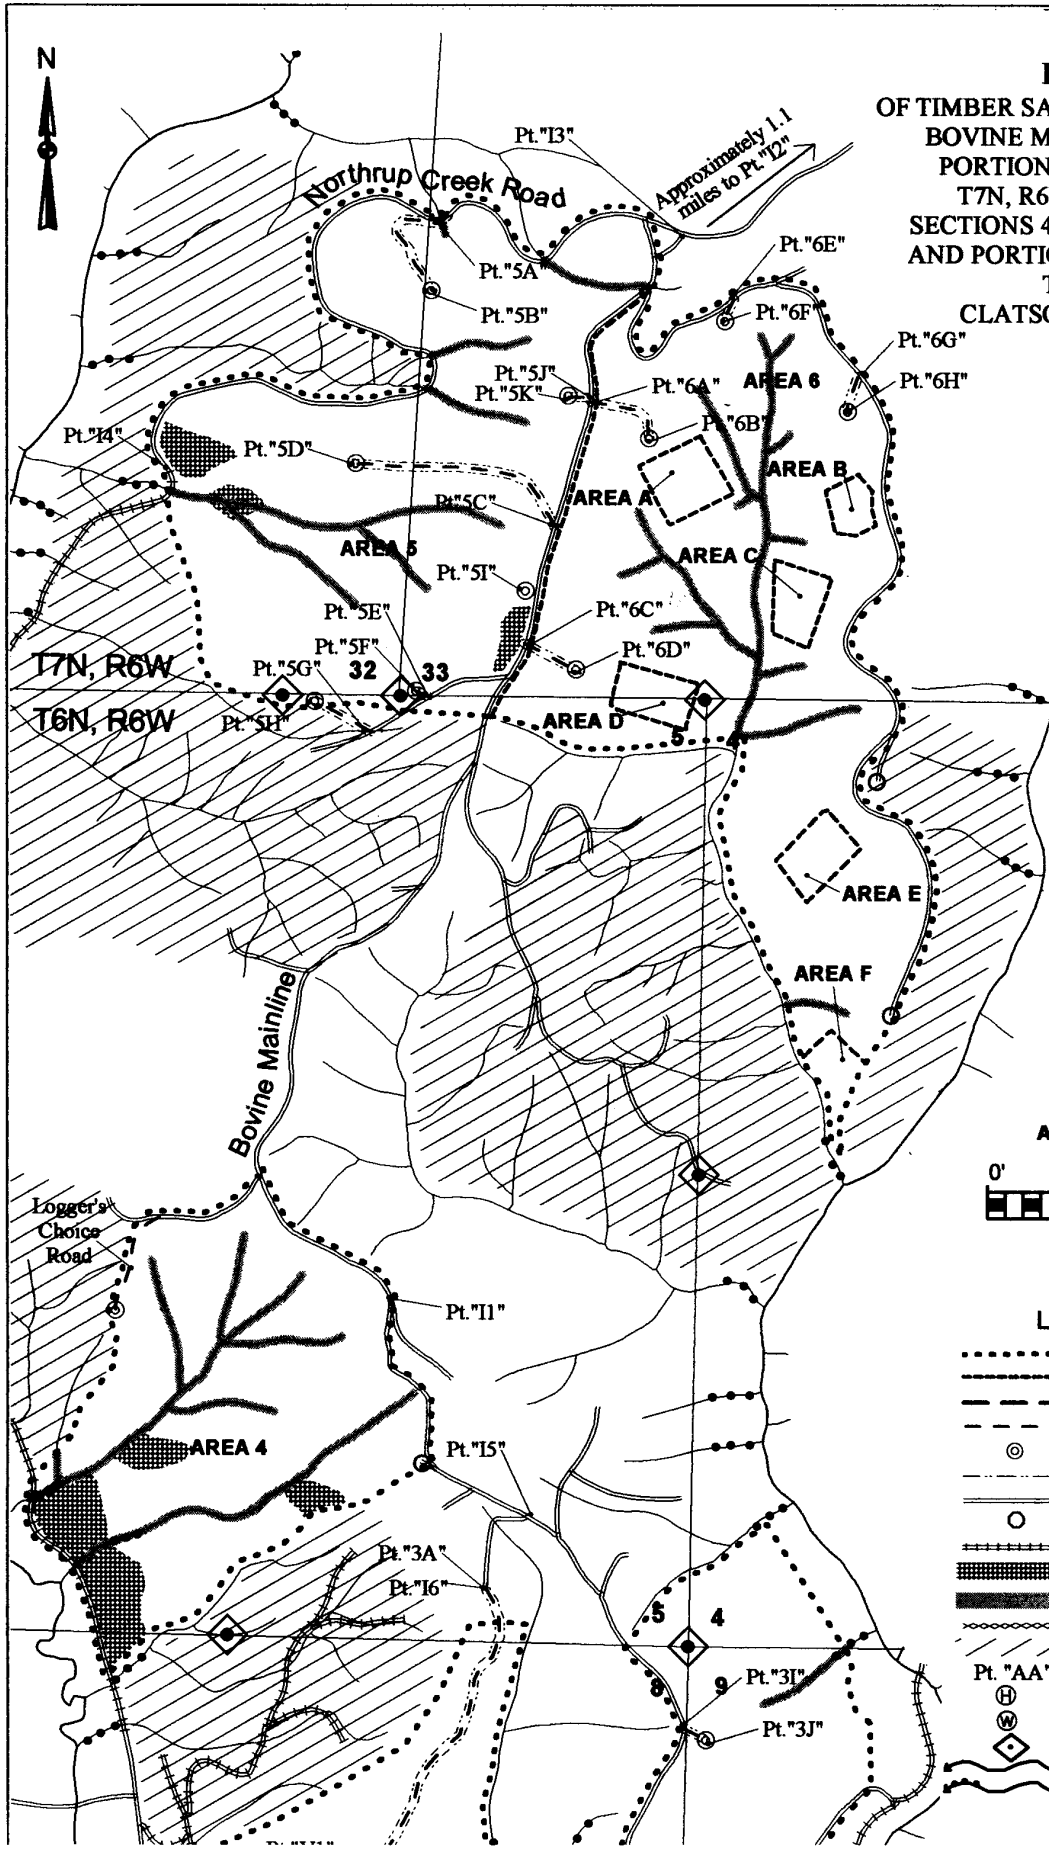 N
OF TIMBER SA
BOVINE M
PORTION
T7N, R6
SECTIONS 4
AND PORTIO
T
CLATSO
Pt."I3"
Approximately 1.1
miles to Pt."I2"
Northrup Creek Road
Pt."6E"
Pt."5A"
Pt."5B"
Pt."6F"
Pt."6G"
Pt."5J"
Pt."5K"
Pt."6A"
AREA 6
Pt."6H"
Pt."6B"
Pt."I4"
Pt."5D"
AREA B
AREA A
Pt."5C"
AREA 5
AREA C
Pt."5I"
Pt."5E"
Pt."6C"
Pt."5F"
Pt."6D"
T7N, R6W
Pt."5G"
32
33
T6N, R6W
Pt."5H"
AREA D
5
4
AREA E
AREA F
Bovine Mainline
A
0'
Logger's
Choice
Road
Pt."I1"
L
AREA 4
Pt."I5"
Pt."3A"
Pt."I6"
5
4
8
9
Pt."3I"
Pt. "AA"
H
W
Pt."3J"